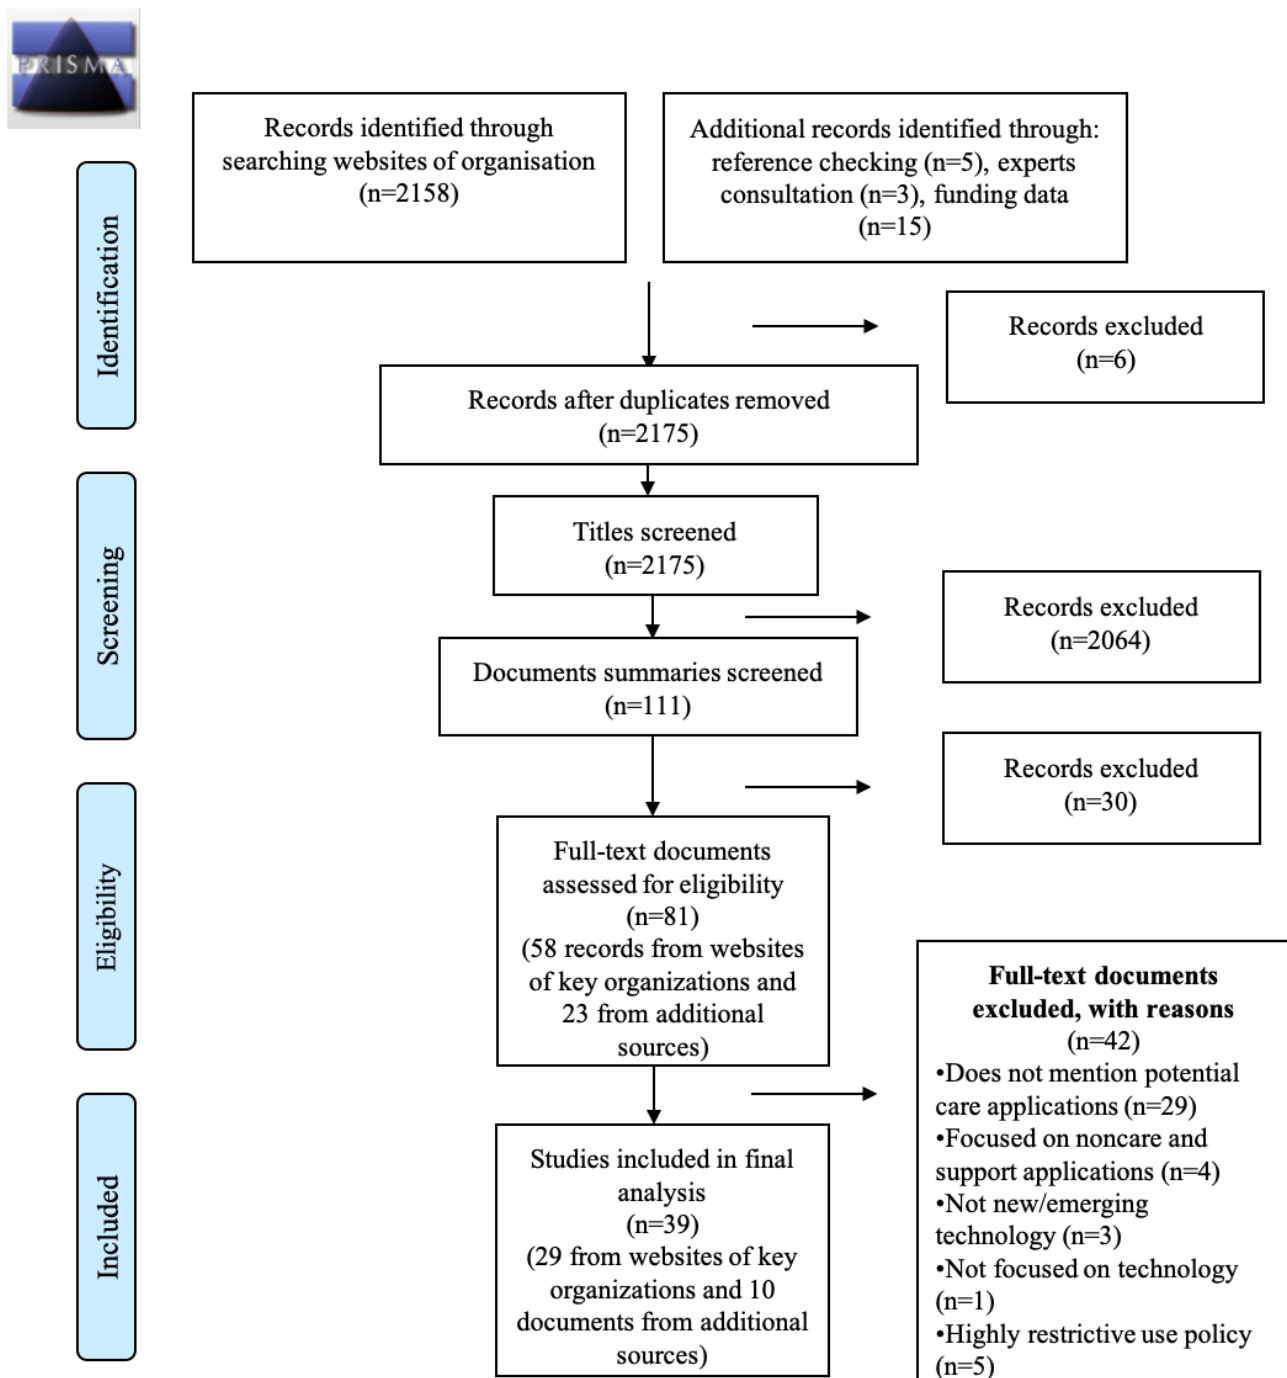 PRISMA
Records identified through
searching websites of organisation
(n=2158)
Additional records identified through:
reference checking (n=5), experts
consultation (n=3), funding data
(n=15)
Identification
Records excluded
(n=6)
Records after duplicates removed
(n=2175)
Screening
Titles screened
(n=2175)
Records excluded
(n=2064)
Documents summaries screened
(n=111)
Records excluded
(n=30)
Eligibility
Full-text documents
assessed for eligibility
(n=81)
(58 records from websites
of key organizations and
23 from additional
sources)
Full-text documents
excluded, with reasons
(n=42)
•Does not mention potential
care applications (n=29)
•Focused on noncare and
support applications (n=4)
•Not new/emerging
technology (n=3)
•Not focused on technology
(n=1)
•Highly restrictive use policy
(n=5)
Included
Studies included in final
analysis
(n=39)
(29 from websites of key
organizations and 10
documents from additional
sources)